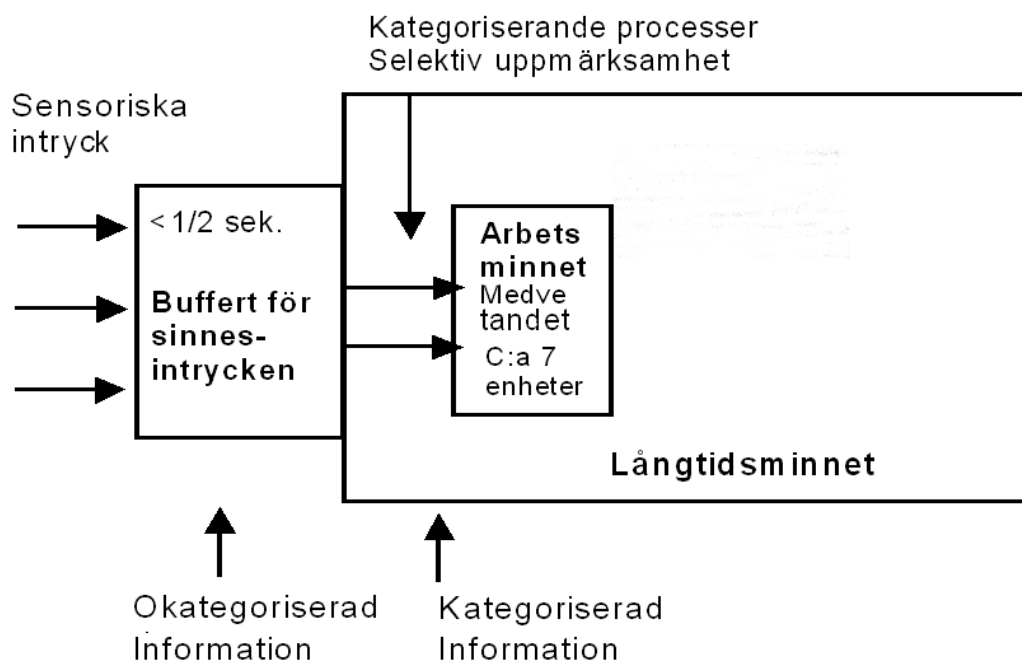 Kategoriserande processer
Selektiv uppmärksamhet
Sensoriska
intryck
<1/2 sek.
Buffert för
sinnes-
intrycken
Arbets
minnet
Medve
tandet
C:a 7
enheter
Långtidsminnet
Okategoriserad
Information
Kategoriserad
Information